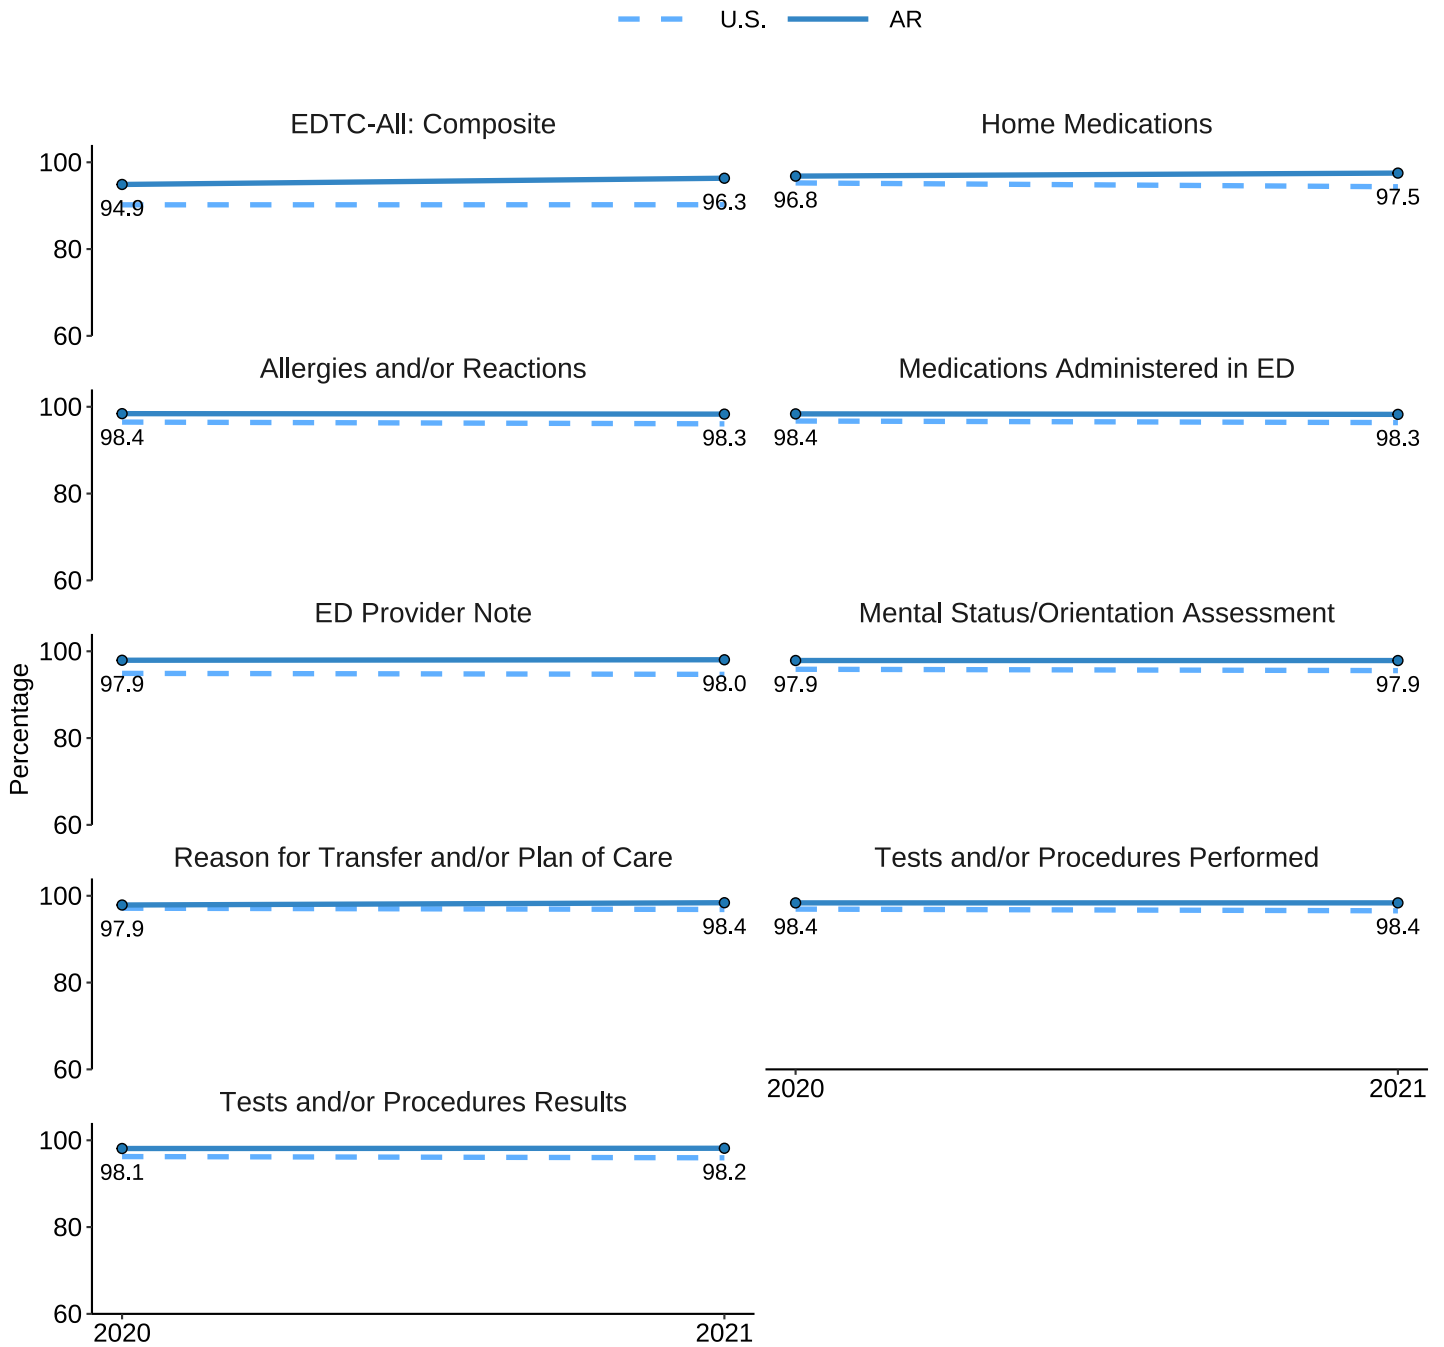 U.S. AR
EDTC-All: Composite
Home Medications
100
80
60
94.9 96.3
96.8 97.5
Allergies and/or Reactions
Medications Administered in ED
100
80
60
98.4 98.3
98.4 98.3
ED Provider Note
Mental Status/Orientation Assessment
Percentage
100
80
60
97.9 98.0
97.9 97.9
Reason for Transfer and/or Plan of Care
Tests and/or Procedures Performed
100
80
60
97.9 98.4
98.4 98.4
2020 2021
Tests and/or Procedures Results
100
80
60
98.1 98.2
2020 2021